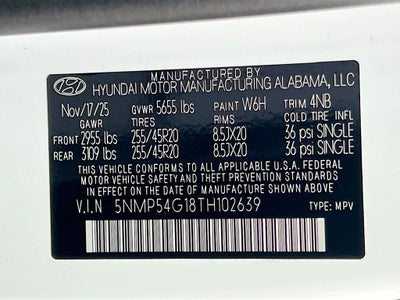 MANUFACTURED BY
HYUNDAI MOTOR MANUFACTURING ALABAMA, LLC
Nov/17/25 GVWR 5655 lbs PAINT W6H TRIM 4NB
GAWR TIRES RIMS COLD TIRE INFL
FRONT 2955 lbs 255/45R20 8.5JX20 36 psi SINGLE
REAR 3109 lbs 255/45R20 8.5JX20 36 psi SINGLE
THIS VEHICLE CONFORMS TO ALL APPLICABLE U.S.A. FEDERAL
MOTOR VEHICLE SAFETY AND THEFT PREVENTION STANDARDS
IN EFFECT ON THE DATE OF MANUFACTURE SHOWN ABOVE.
V.I.N 5NMP54G18TH102639 TYPE: MPV